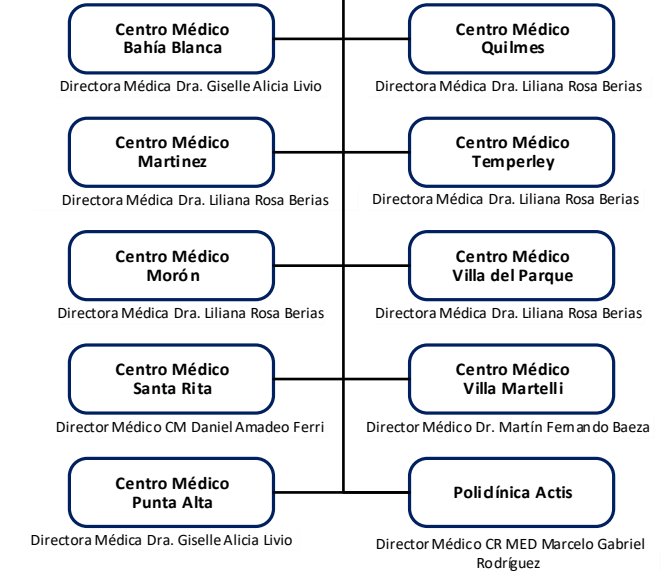 Centro Médico
Bahía Blanca
Directora Médica Dra. Giselle Alicia Livio
Centro Médico
Quilmes
Directora Médica Dra. Liliana Rosa Berias
Centro Médico
Martinez
Directora Médica Dra. Liliana Rosa Berias
Centro Médico
Temperley
Directora Médica Dra. Liliana Rosa Berias
Centro Médico
Morón
Directora Médica Dra. Liliana Rosa Berias
Centro Médico
Villa del Parque
Directora Médica Dra. Liliana Rosa Berias
Centro Médico
Santa Rita
Director Médico CM Daniel Amadeo Ferri
Centro Médico
Villa Martelli
Director Médico Dr. Martín Fernando Baeza
Centro Médico
Punta Alta
Directora Médica Dra. Giselle Alicia Livio
Policlínica Actis
Director Médico CR MED Marcelo Gabriel
Rodríguez